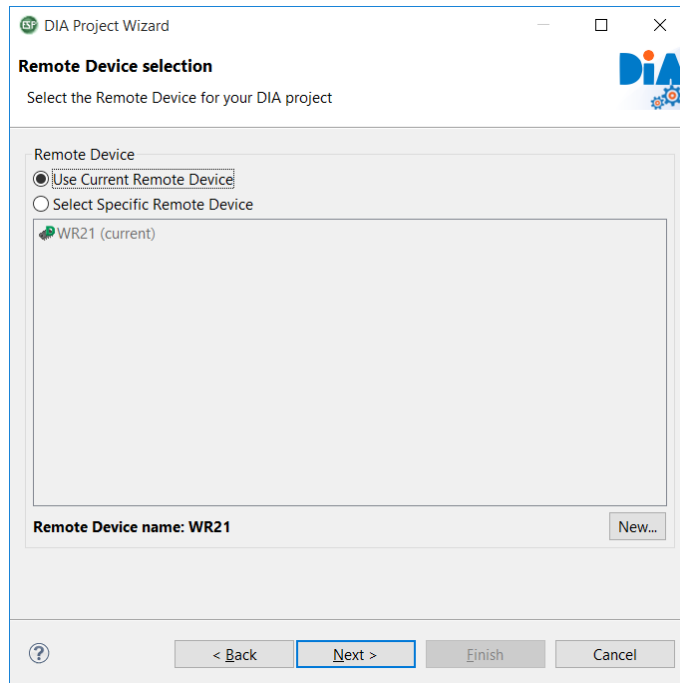 ESP DIA Project Wizard
Remote Device selection
DiA
Select the Remote Device for your DIA project
Remote Device
Use Current Remote Device
Select Specific Remote Device
WR21 (current)
Remote Device name: WR21
New...
? < Back Next > Finish Cancel